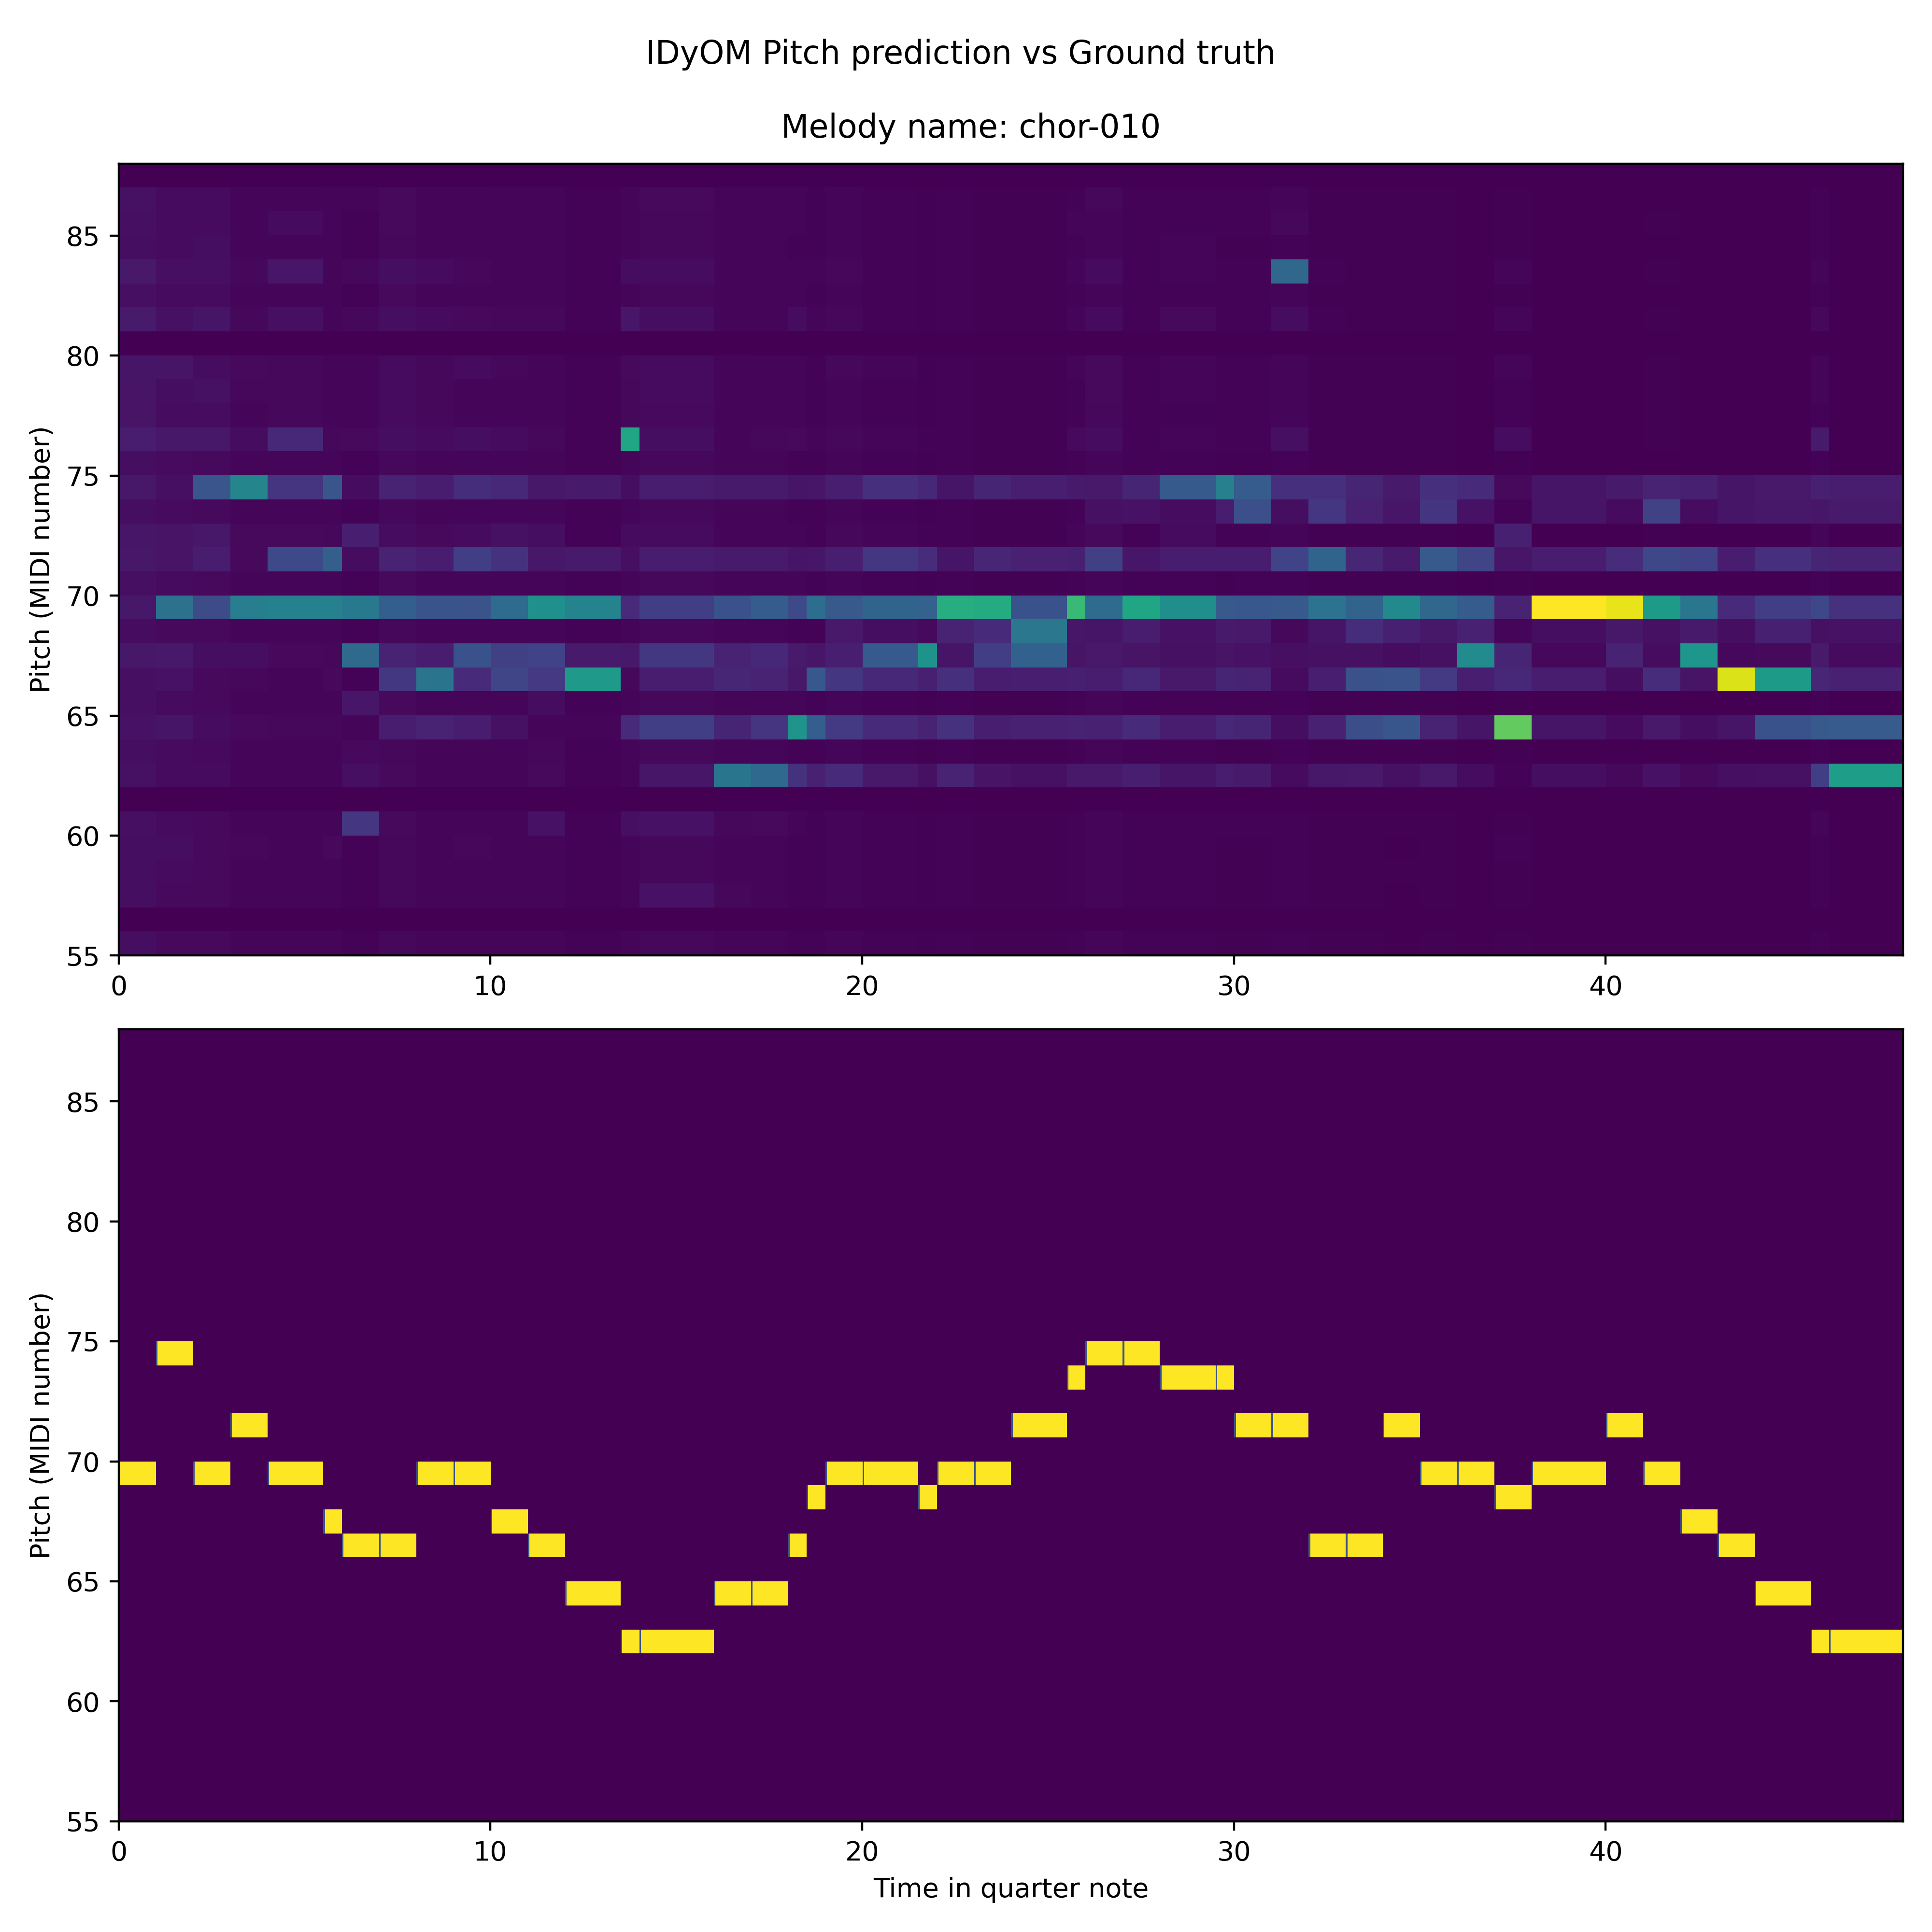 IDyOM Pitch prediction vs Ground truth
Melody name: chor-010
Pitch (MIDI number)
85
80
75
70
65
60
55
0 10 20 30 40
Pitch (MIDI number)
85
80
75
70
65
60
55
0 10 20 30 40
Time in quarter note